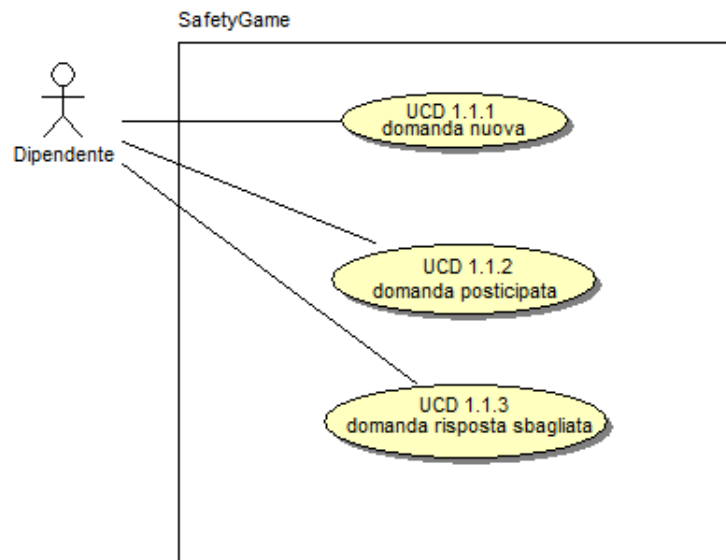 SafetyGame
Dipendente
UCD 1.1.1
domanda nuova
UCD 1.1.2
domanda posticipata
UCD 1.1.3
domanda risposta sbagliata